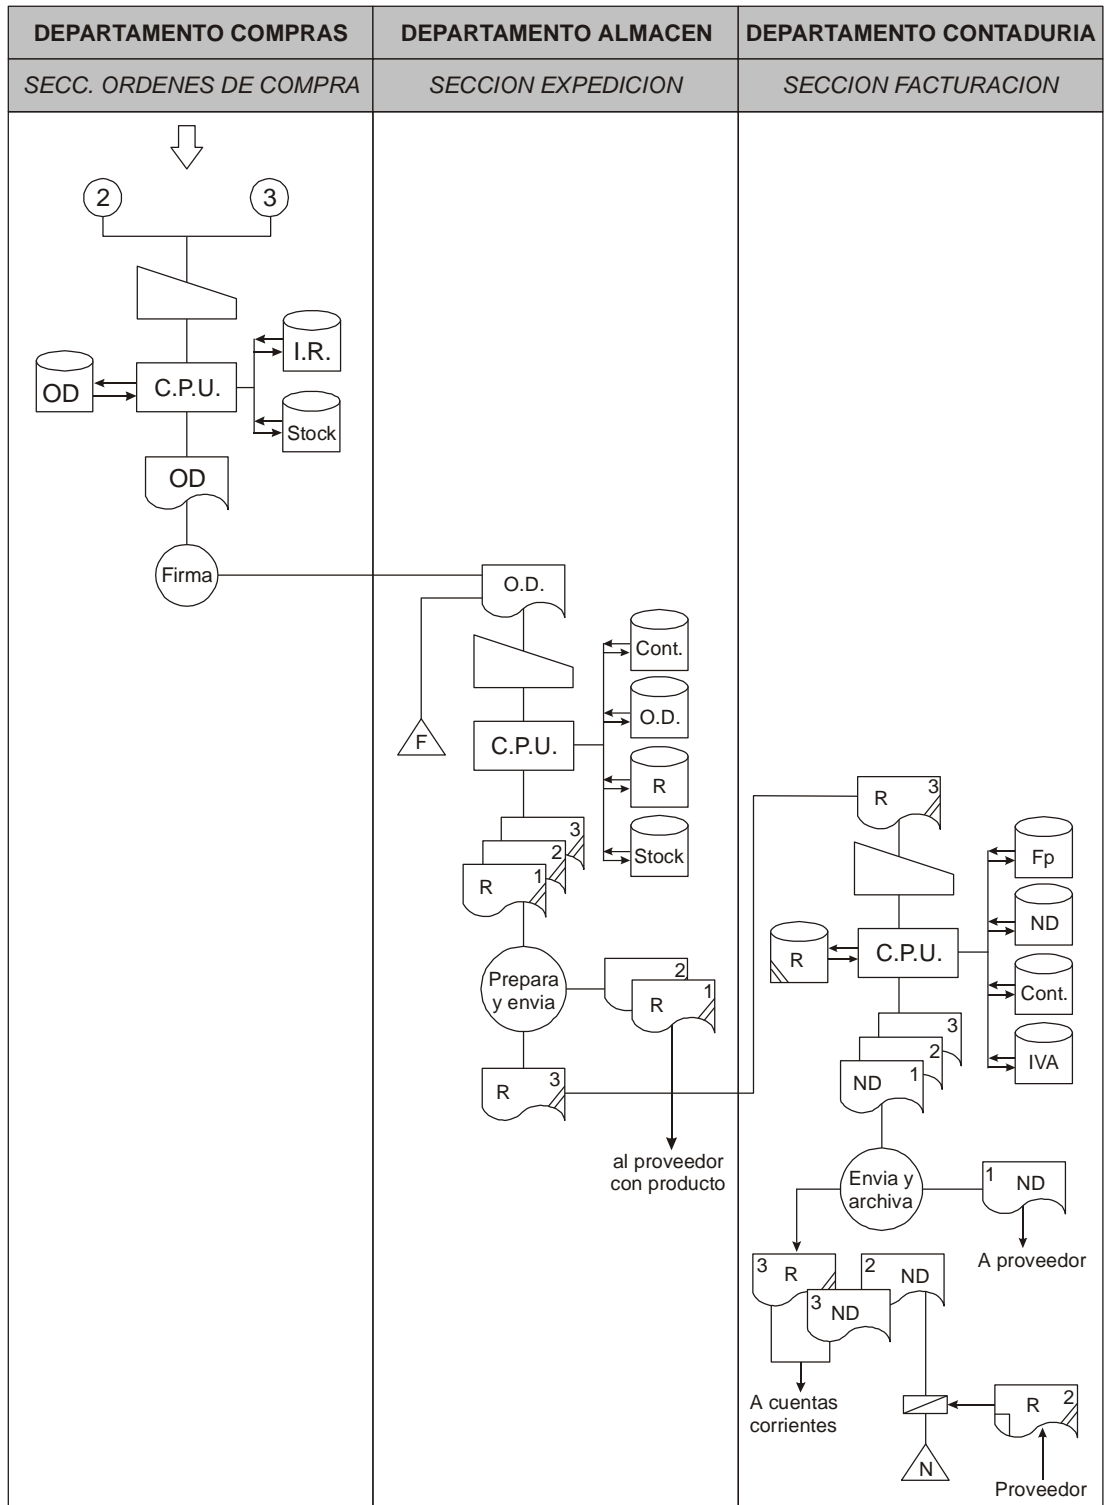 DEPARTAMENTO COMPRAS
DEPARTAMENTO ALMACEN
DEPARTAMENTO CONTADURIA
SECC. ORDENES DE COMPRA
SECCION EXPEDICION
SECCION FACTURACION
2
3
I.R.
OD
C.P.U.
Stock
OD
Firma
O.D.
Cont.
O.D.
F
C.P.U.
R
Stock
3
2
R 1
Prepara
y envia
2
R 1
R 3
al proveedor
con producto
R 3
Fp
ND
R
C.P.U.
Cont.
IVA
3
2
ND 1
Envia y
archiva
1 ND
A proveedor
3 R
2 ND
3 ND
A cuentas
corrientes
R 2
N
Proveedor